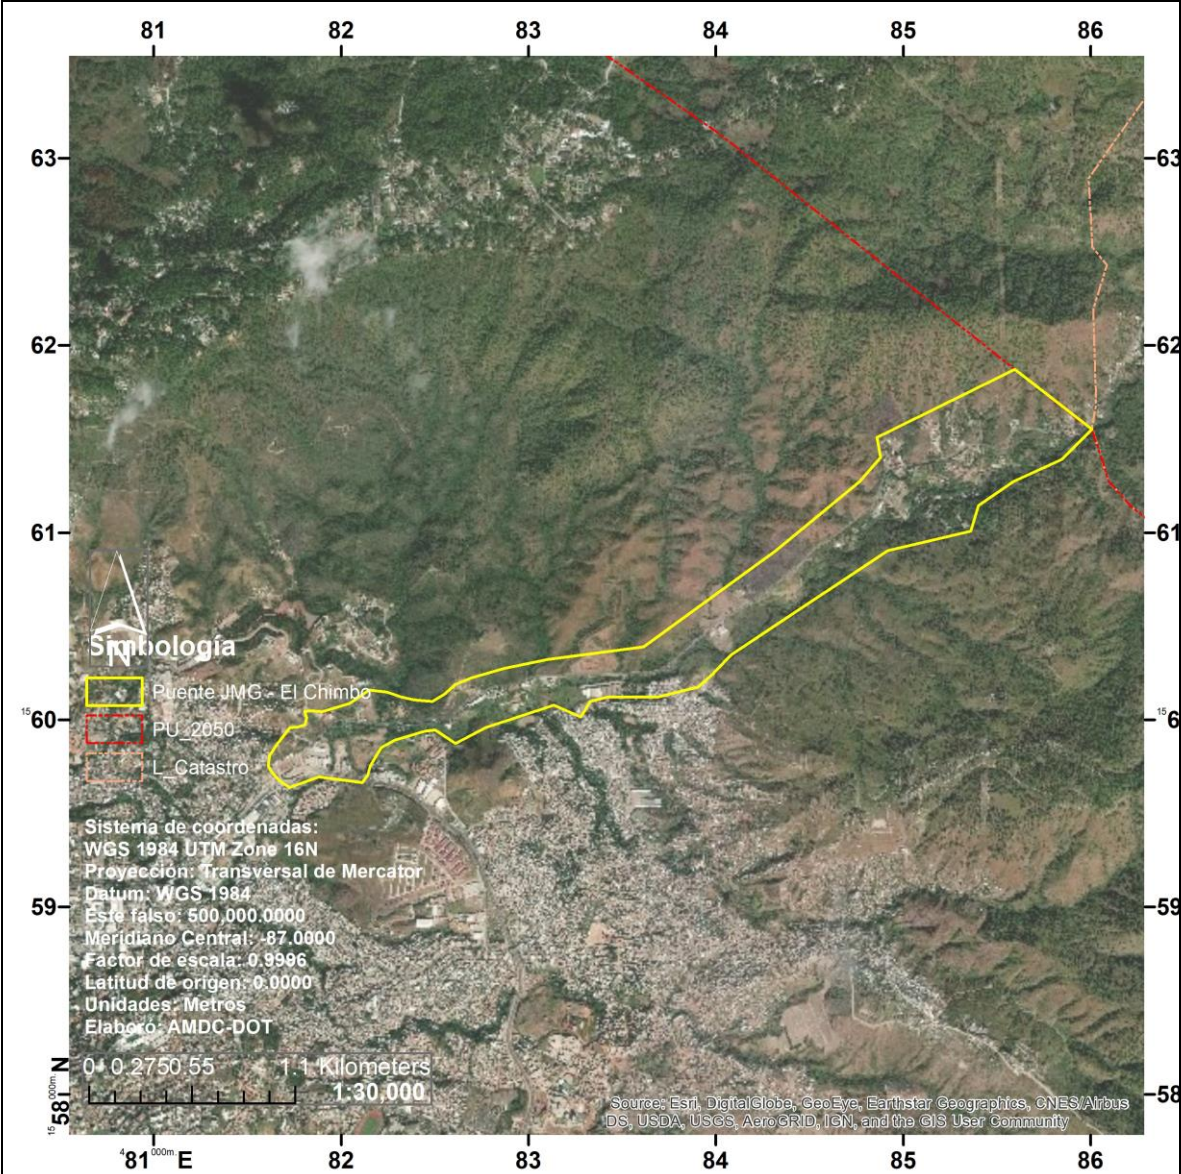 81 82 83 84 85 86
63 63
62 62
61 61
N
Simbología
Puente JMG - El Chimbo
15 60 15 60
PU_2050
L_Catastro
Sistema de coordenadas:
WGS 1984 UTM Zone 16N
Proyección: Transversal de Mercator
Datum: WGS 1984
59 59
Este falso: 500,000.0000
Meridiano Central: -87.0000
Factor de escala: 0.9996
Latitud de origen: 0.0000
Unidades: Metros
Elaboró: AMDC-DOT
0 0.275 0.55 1.1 Kilometers
1:30,000
15 58 000m. N 58
Source: Esri, DigitalGlobe, GeoEye, Earthstar Geographics, CNES/Airbus
DS, USDA, USGS, AeroGRID, IGN, and the GIS User Community
4 81 000m. E 82 83 84 85 86